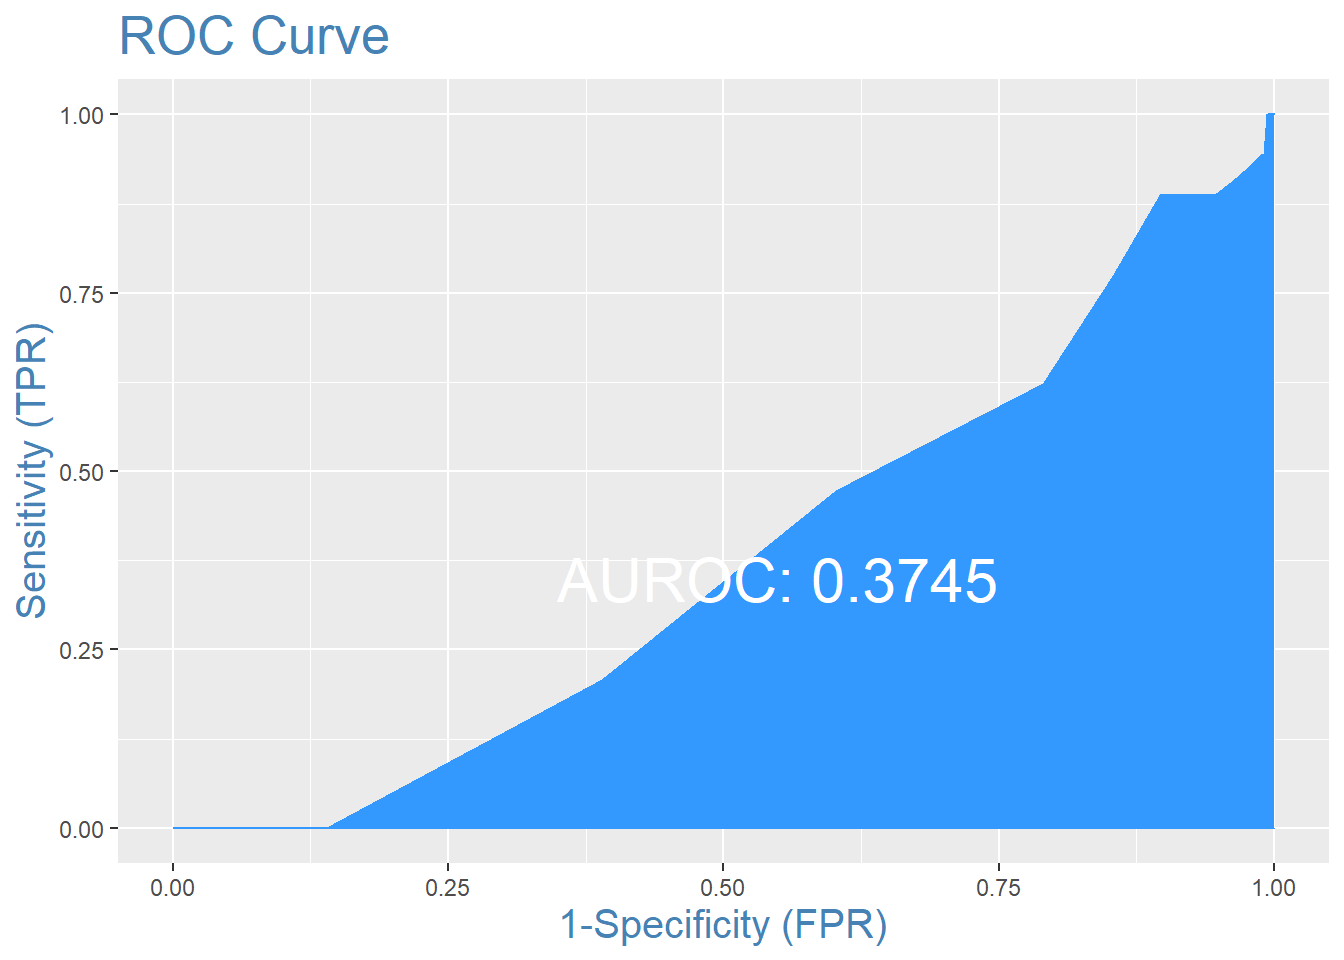 ROC Curve
Sensitivity (TPR)
1.00
0.75
0.50
0.25
0.00
AUROC: 0.3745
0.00 0.25 0.50 0.75 1.00
1-Specificity (FPR)